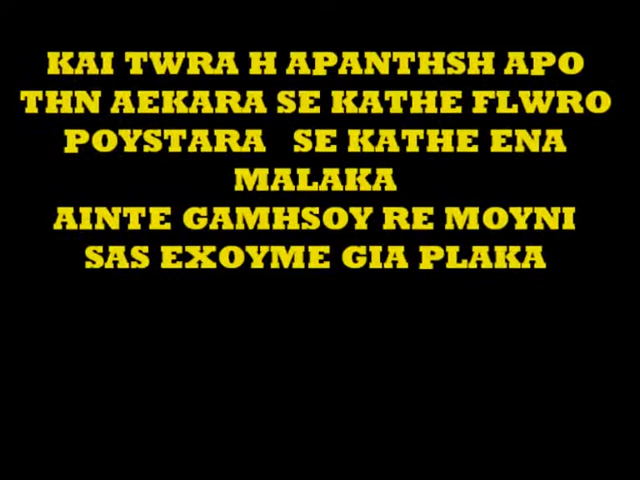 KAI TWRA H APANTHSH APO
THN AEKARA SE KATHE FLWRO
POYSTARA SE KATHE ENA
MALAKA
AINTE GAMHSOY RE MOYNI
SAS EXOYME GIA PLAKA